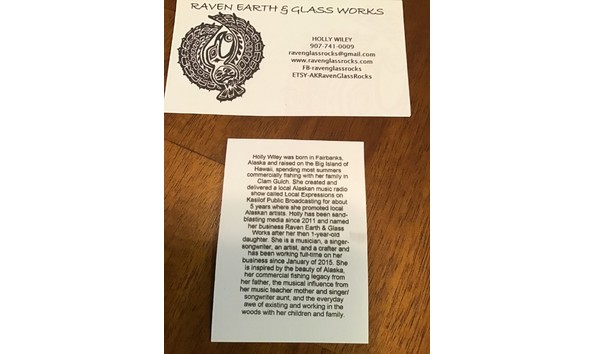 RAVEN EARTH & GLASS WORKS
HOLLY WILEY
907-741-0009
ravenglassrocks@gmail.com
www.ravenglassrocks.com
FB-ravenglassrocks
ETSY-AKRavenGlassRocks
Holly Wiley was born in Fairbanks,
Alaska and raised on the Big Island of
Hawaii, spending most summers
commercially fishing with her family in
Clam Gulch. She created and
delivered a local Alaskan music radio
show called Local Expressions on
Kasilof Public Broadcasting for about
5 years where she promoted local
Alaskan artists. Holly has been sand-
blasting media since 2011 and named
her business Raven Earth & Glass
Works after her then 1-year-old
daughter. She is a musician, a singer-
songwriter, an artist, and a crafter and
has been working full-time on her
business since January of 2015. She
is inspired by the beauty of Alaska,
her commercial fishing legacy from
her father, the musical influence from
her music teacher mother and singer/
songwriter aunt, and the everyday
awe of existing and working in the
woods with her children and family.